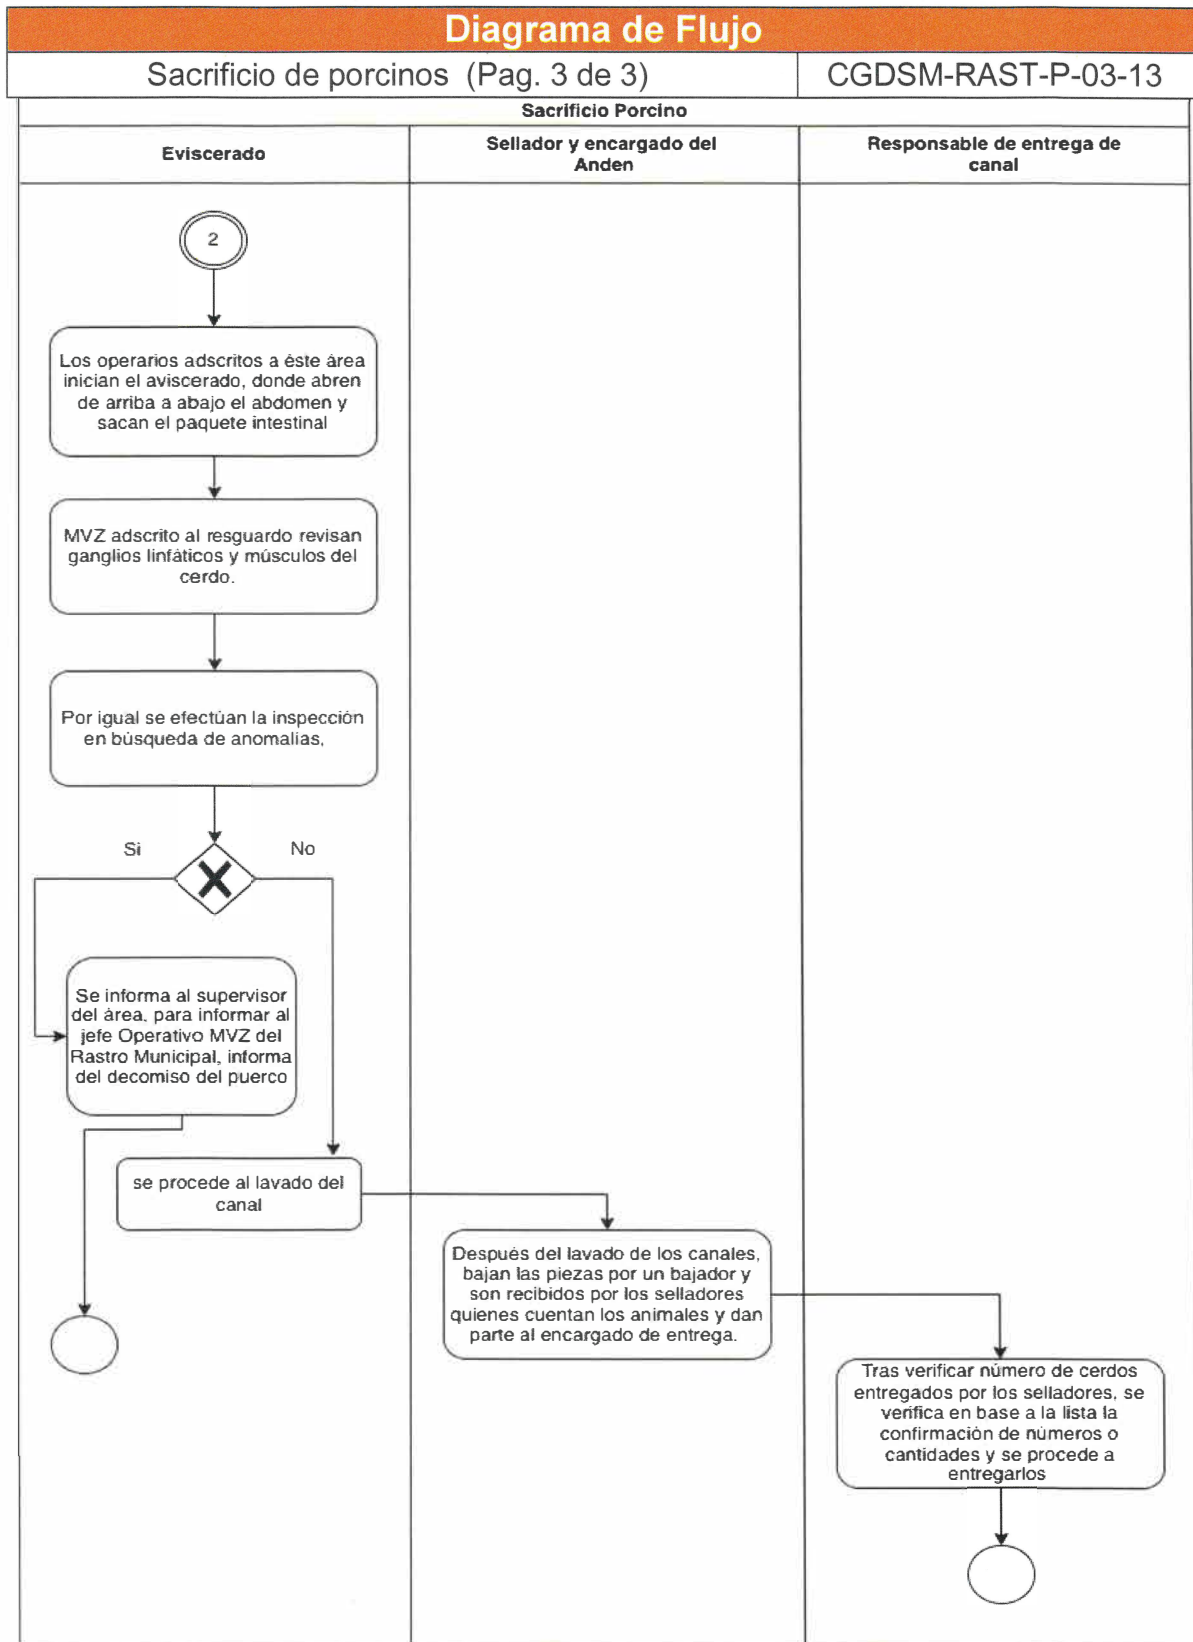 Diagrama de Flujo
Sacrificio de porcinos (Pag. 3 de 3)
CGDSM-RAST-P-03-13
Sacrificio Porcino
Eviscerado
Sellador y encargado del
Anden
Responsable de entrega de
canal
2
Los operarios adscritos a éste área
inician el aviscerado, donde abren
de arriba a abajo el abdomen y
sacan el paquete intestinal
MVZ adscrito al resguardo revisan
ganglios linfáticos y músculos del
cerdo.
Por igual se efectúan la inspección
en búsqueda de anomalías,
Si
No
Se informa al supervisor
del área, para informar al
jefe Operativo MVZ del
Rastro Municipal, informa
del decomiso del puerco
se procede al lavado del
canal
Después del lavado de los canales,
bajan las piezas por un bajador y
son recibidos por los selladores
quienes cuentan los animales y dan
parte al encargado de entrega.
Tras verificar número de cerdos
entregados por los selladores, se
verifica en base a la lista la
confirmación de números o
cantidades y se procede a
entregarlos